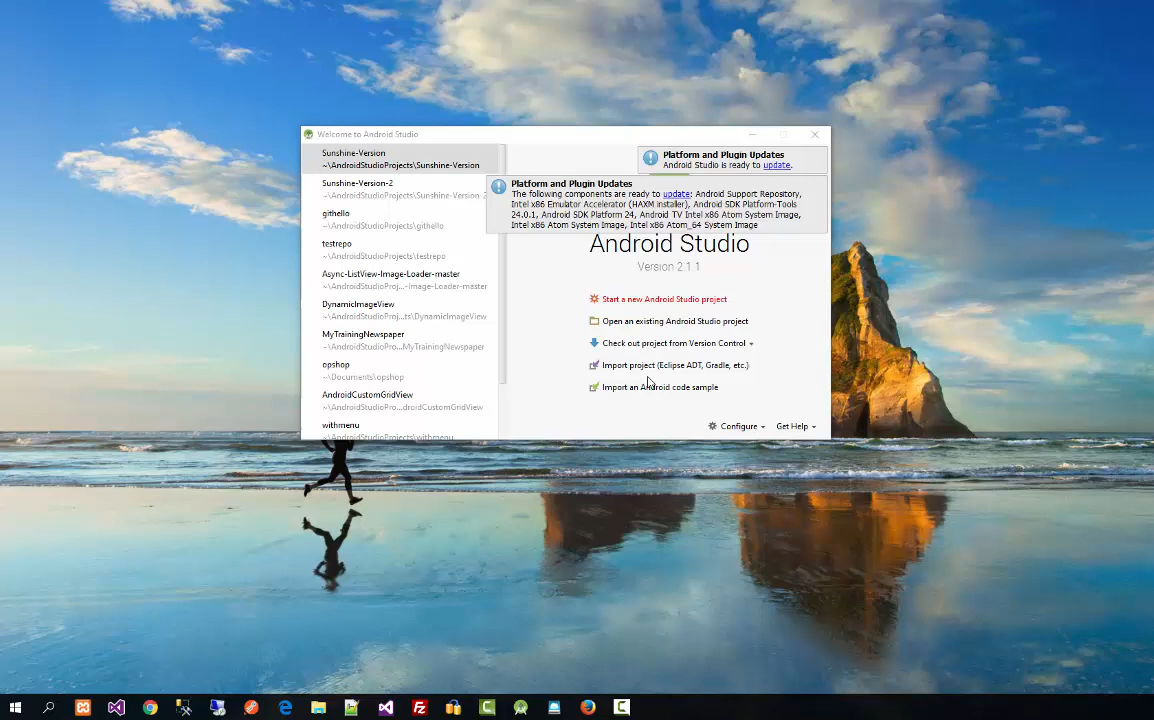 Welcome to Android Studio
Sunshine-Version
~\AndroidStudioProjects\Sunshine-Version
Sunshine-Version-2
~\AndroidStudioProjects\Sunshine-Version-2
githello
~\AndroidStudioProjects\githello
testrepo
~\AndroidStudioProjects\testrepo
Async-ListView-Image-Loader-master
~\AndroidStudioProj...-Image-Loader-master
DynamicImageView
~\AndroidStudioProj...ts\DynamicImageView
MyTrainingNewspaper
~\AndroidStudioPro...MyTrainingNewspaper
opshop
~\Documents\opshop
AndroidCustomGridView
~\AndroidStudioProj...droidCustomGridView
withmenu
~\AndroidStudioProjects\withmenu
Platform and Plugin Updates
Android Studio is ready to update.
Platform and Plugin Updates
The following components are ready to update: Android Support Repository,
Intel x86 Emulator Accelerator (HAXM installer), Android SDK Platform-Tools
24.0.1, Android SDK Platform 24, Android TV Intel x86 Atom System Image,
Intel x86 Atom System Image, Intel x86 Atom_64 System Image
Android Studio
Version 2.1.1
Start a new Android Studio project
Open an existing Android Studio project
Check out project from Version Control
Import project (Eclipse ADT, Gradle, etc.)
Import an Android code sample
Configure
Get Help